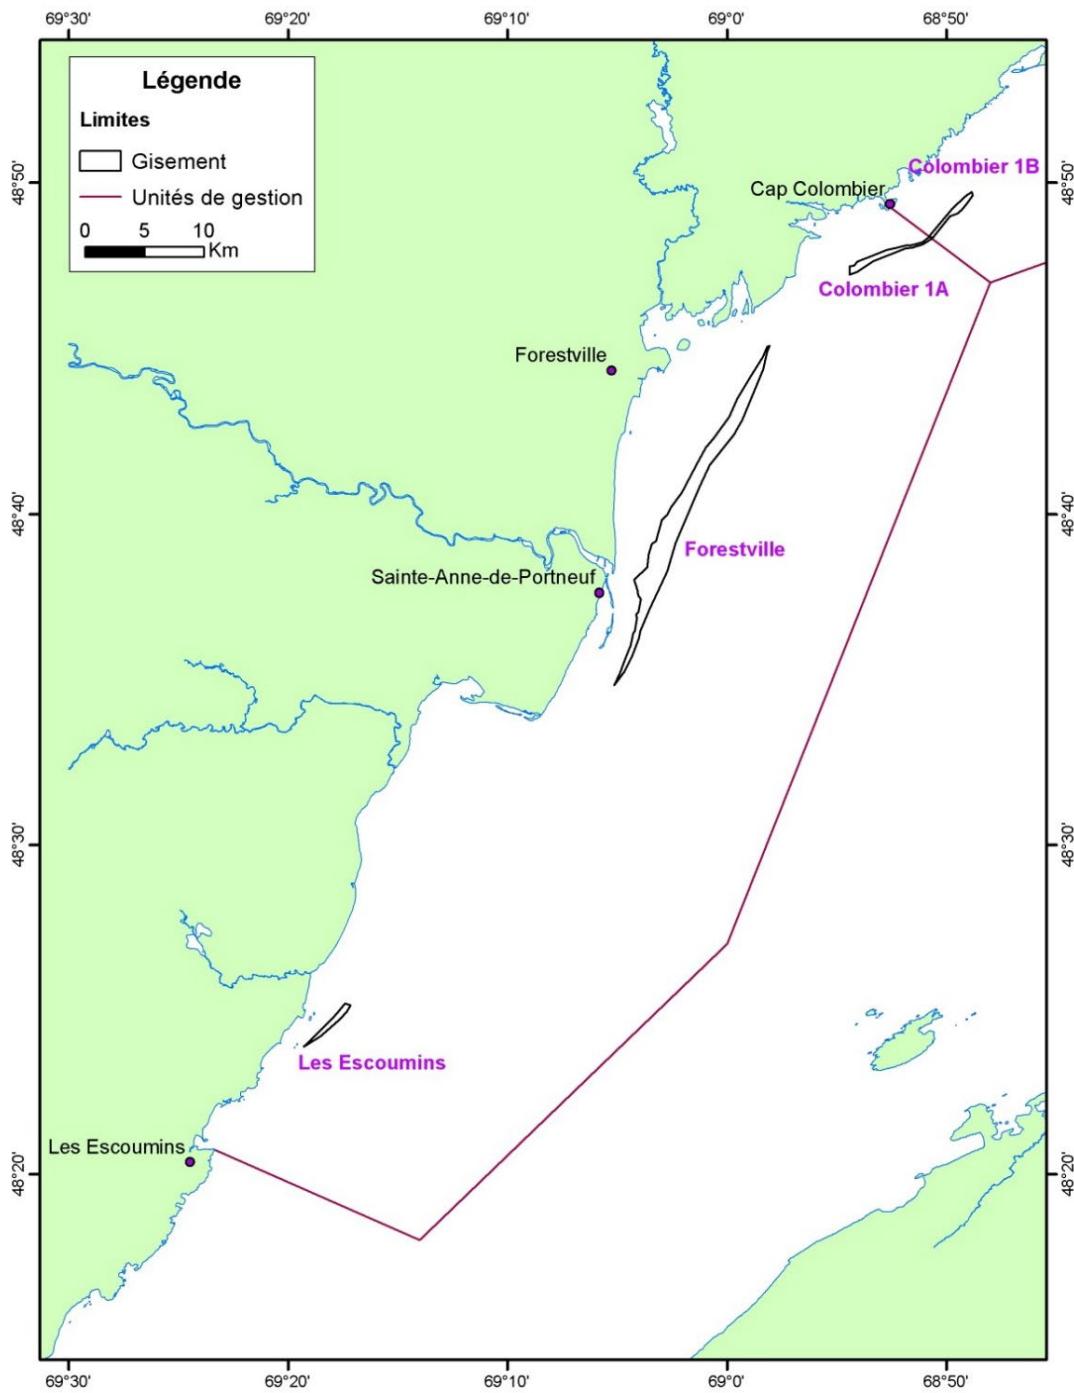 69°30' 69°20' 69°10' 69°0' 68°50'
Légende
Limites
Gisement
Unités de gestion
0 5 10
Km
48°50' 48°50'
Colombier 1B
Cap Colombier
Colombier 1A
Forestville
48°40' 48°40'
Forestville
Sainte-Anne-de-Portneuf
48°30' 48°30'
Les Escoumins
Les Escoumins
48°20' 48°20'
69°30' 69°20' 69°10' 69°0' 68°50'